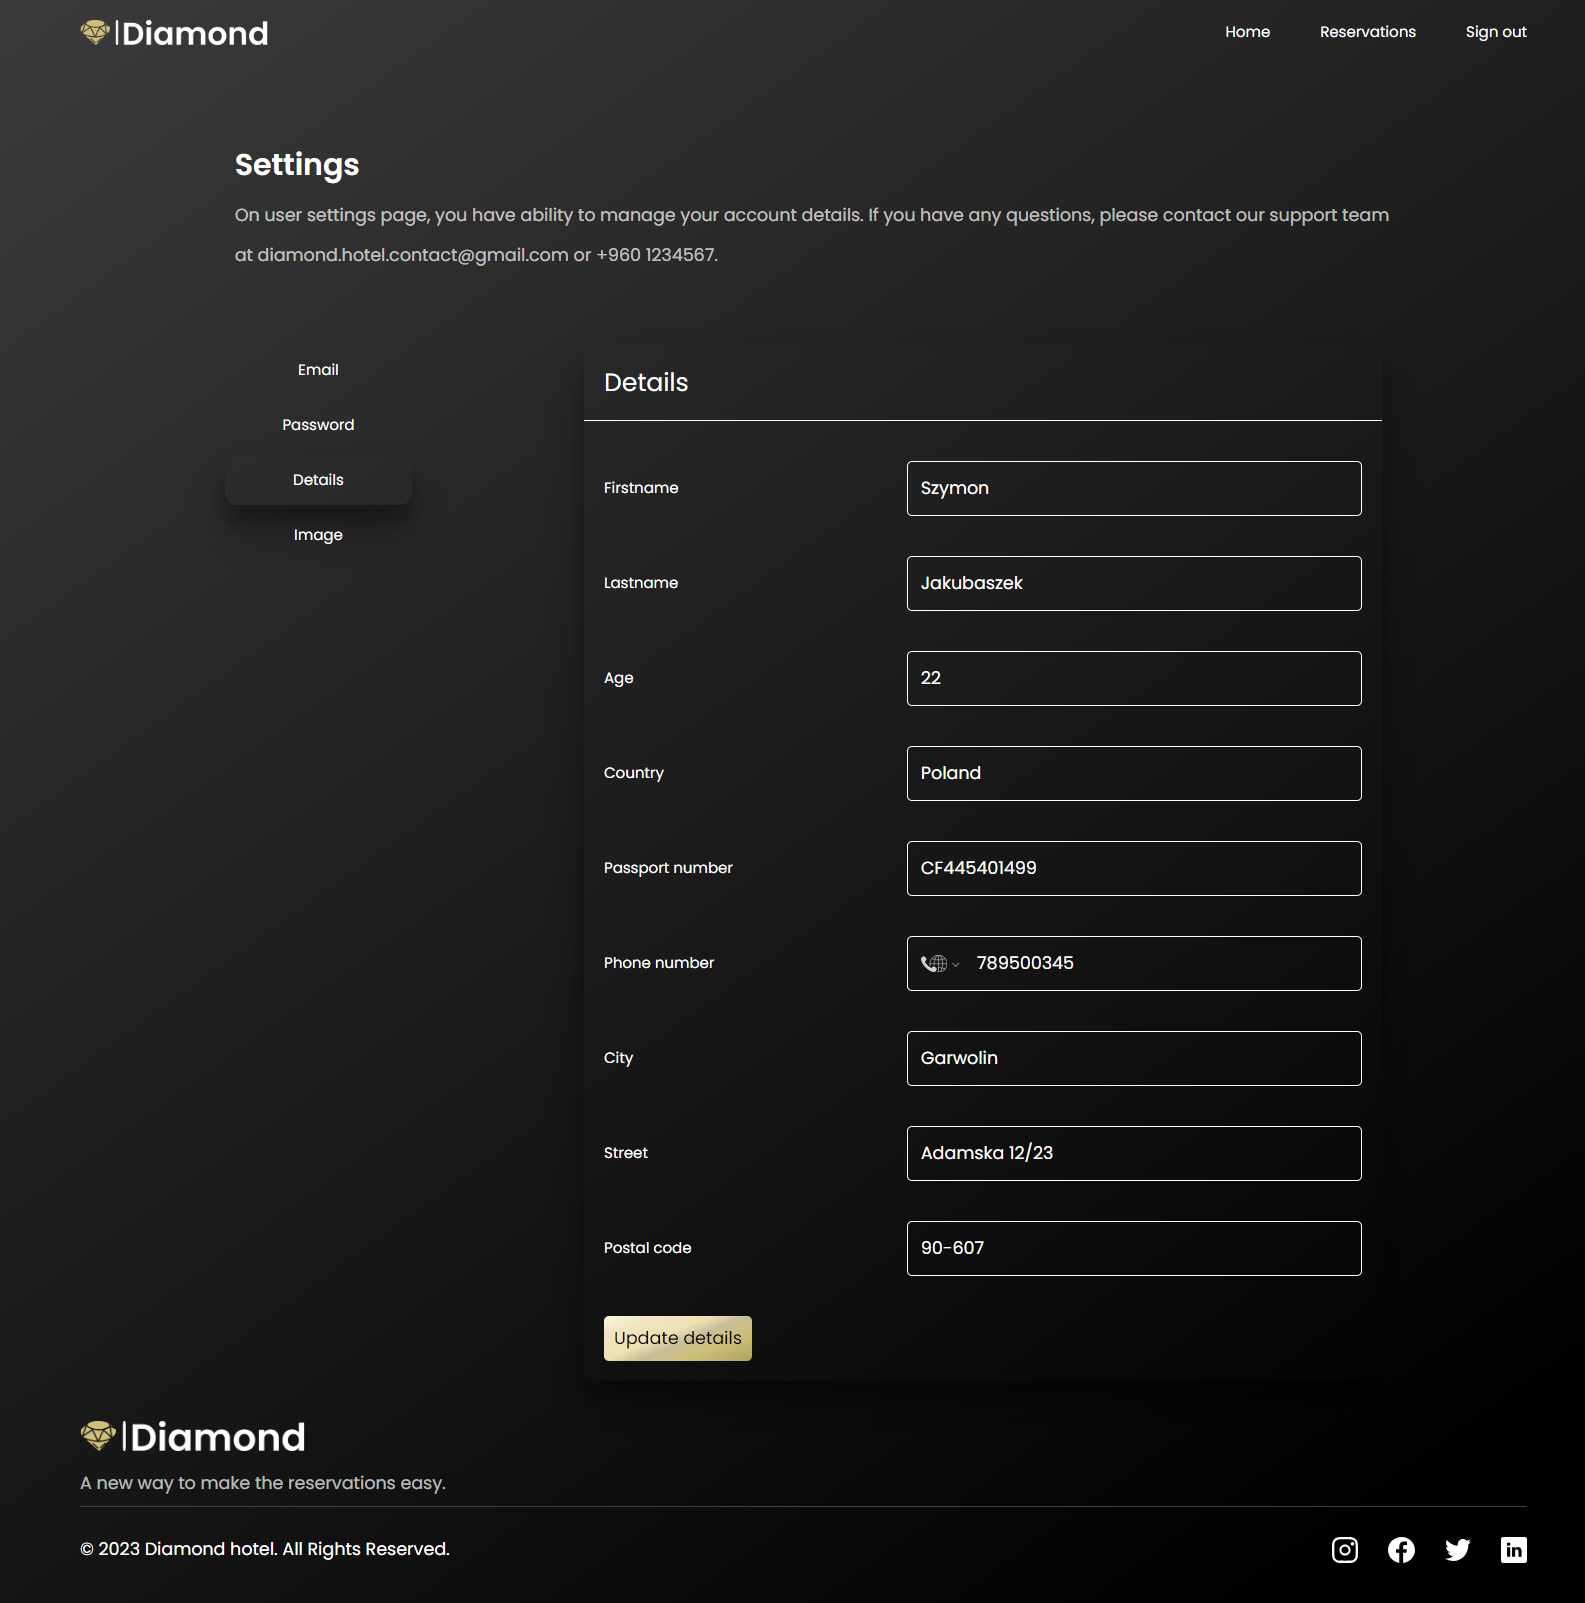 |Diamond
Home
Reservations
Sign out
Settings
On user settings page, you have ability to manage your account details. If you have any questions, please contact our support team
at diamond.hotel.contact@gmail.com or +960 1234567.
Email
Password
Details
Image
Details
Firstname
Szymon
Lastname
Jakubaszek
Age
22
Country
Poland
Passport number
CF445401499
Phone number
789500345
City
Garwolin
Street
Adamska 12/23
Postal code
90-607
Update details
|Diamond
A new way to make the reservations easy.
© 2023 Diamond hotel. All Rights Reserved.